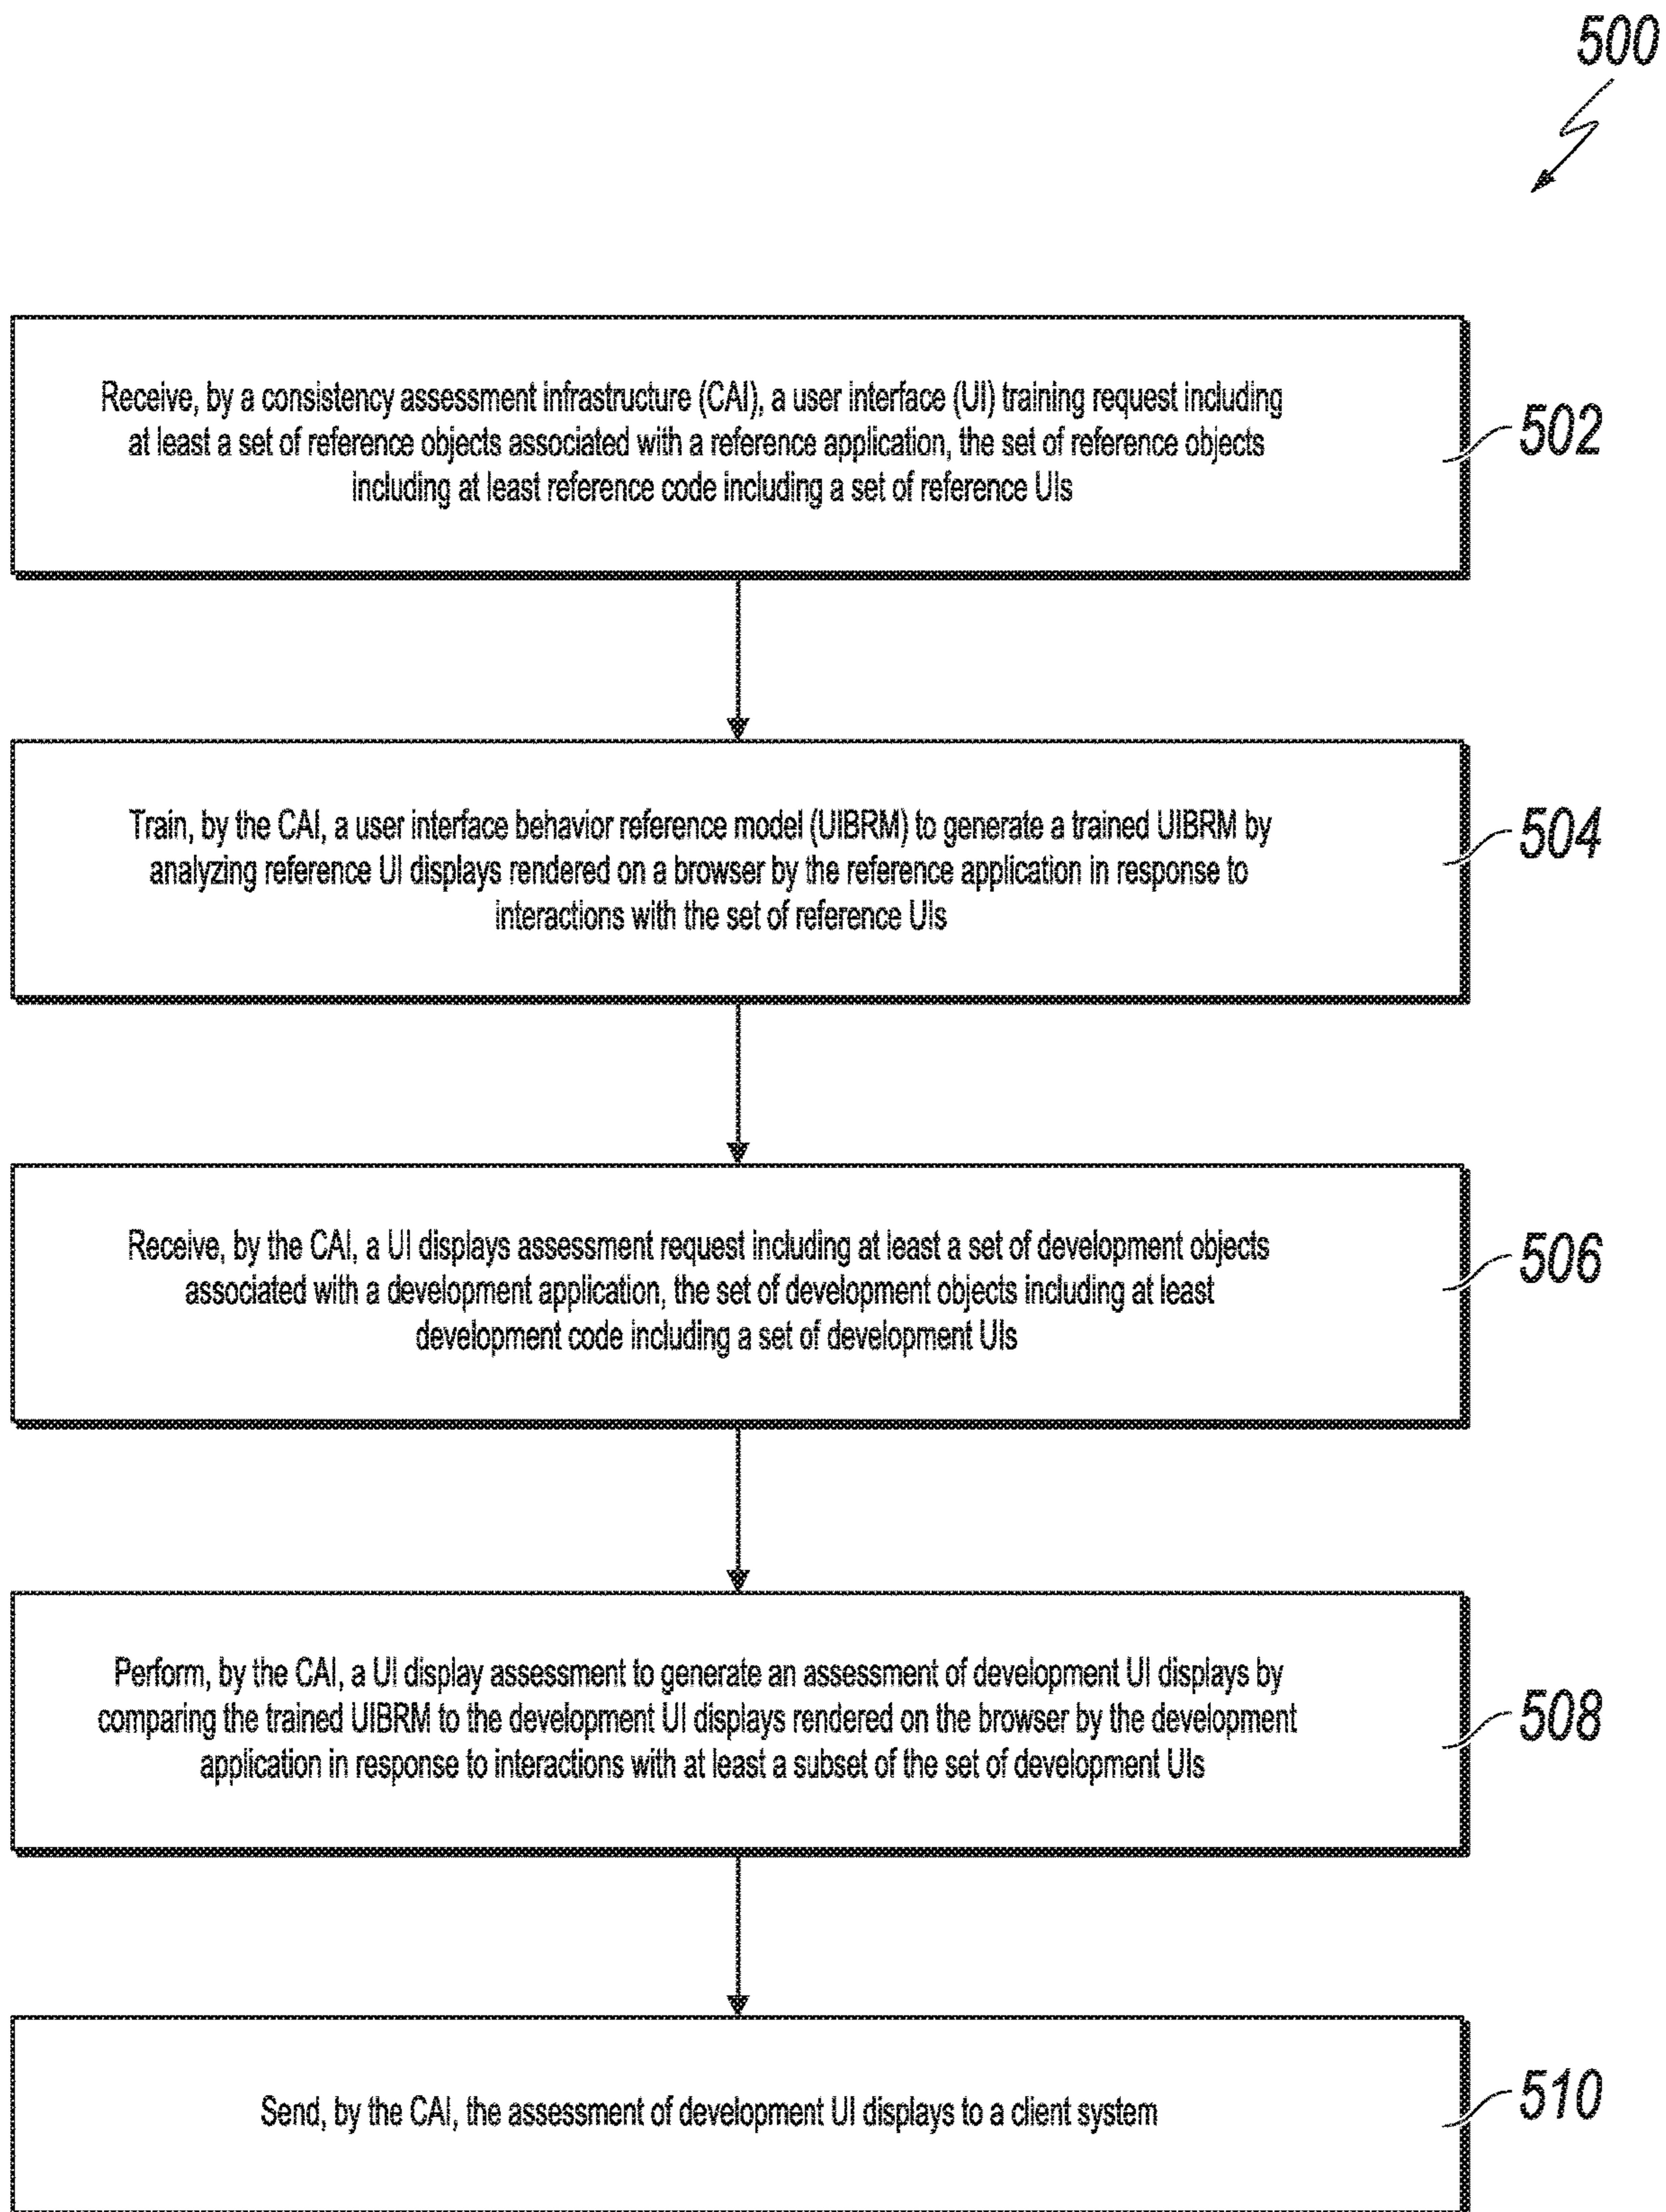 500
Receive, by a consistency assessment infrastructure (CAI), a user interface (UI) training request including
at least a set of reference objects associated with a reference application, the set of reference objects
including at least reference code including a set of reference UIs
502
Train, by the CAI, a user interface behavior reference model (UIBRM) to generate a trained UIBRM by
analyzing reference UI displays rendered on a browser by the reference application in response to
interactions with the set of reference UIs
504
Receive, by the CAI, a UI displays assessment request including at least a set of development objects
associated with a development application, the set of development objects including at least
development code including a set of development UIs
506
Perform, by the CAI, a UI display assessment to generate an assessment of development UI displays by
comparing the trained UIBRM to the development UI displays rendered on the browser by the development
application in response to interactions with at least a subset of the set of development UIs
508
Send, by the CAI, the assessment of development UI displays to a client system
510